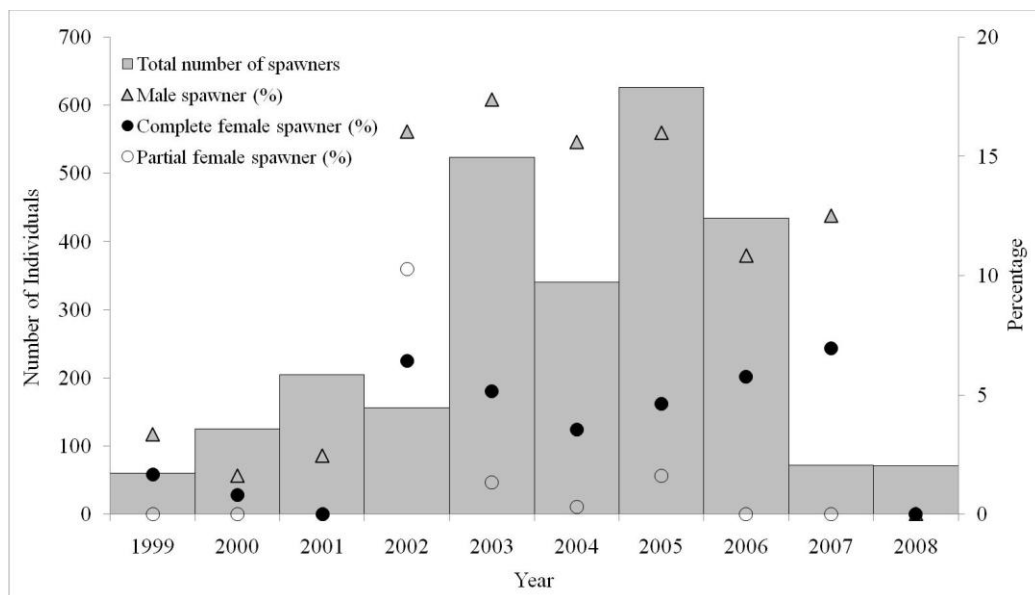 700
600
500
400
300
200
100
0
Number of Individuals
Total number of spawners
Male spawner (%)
Complete female spawner (%)
Partial female spawner (%)
20
15
10
5
0
Percentage
1999 2000 2001 2002 2003 2004 2005 2006 2007 2008
Year